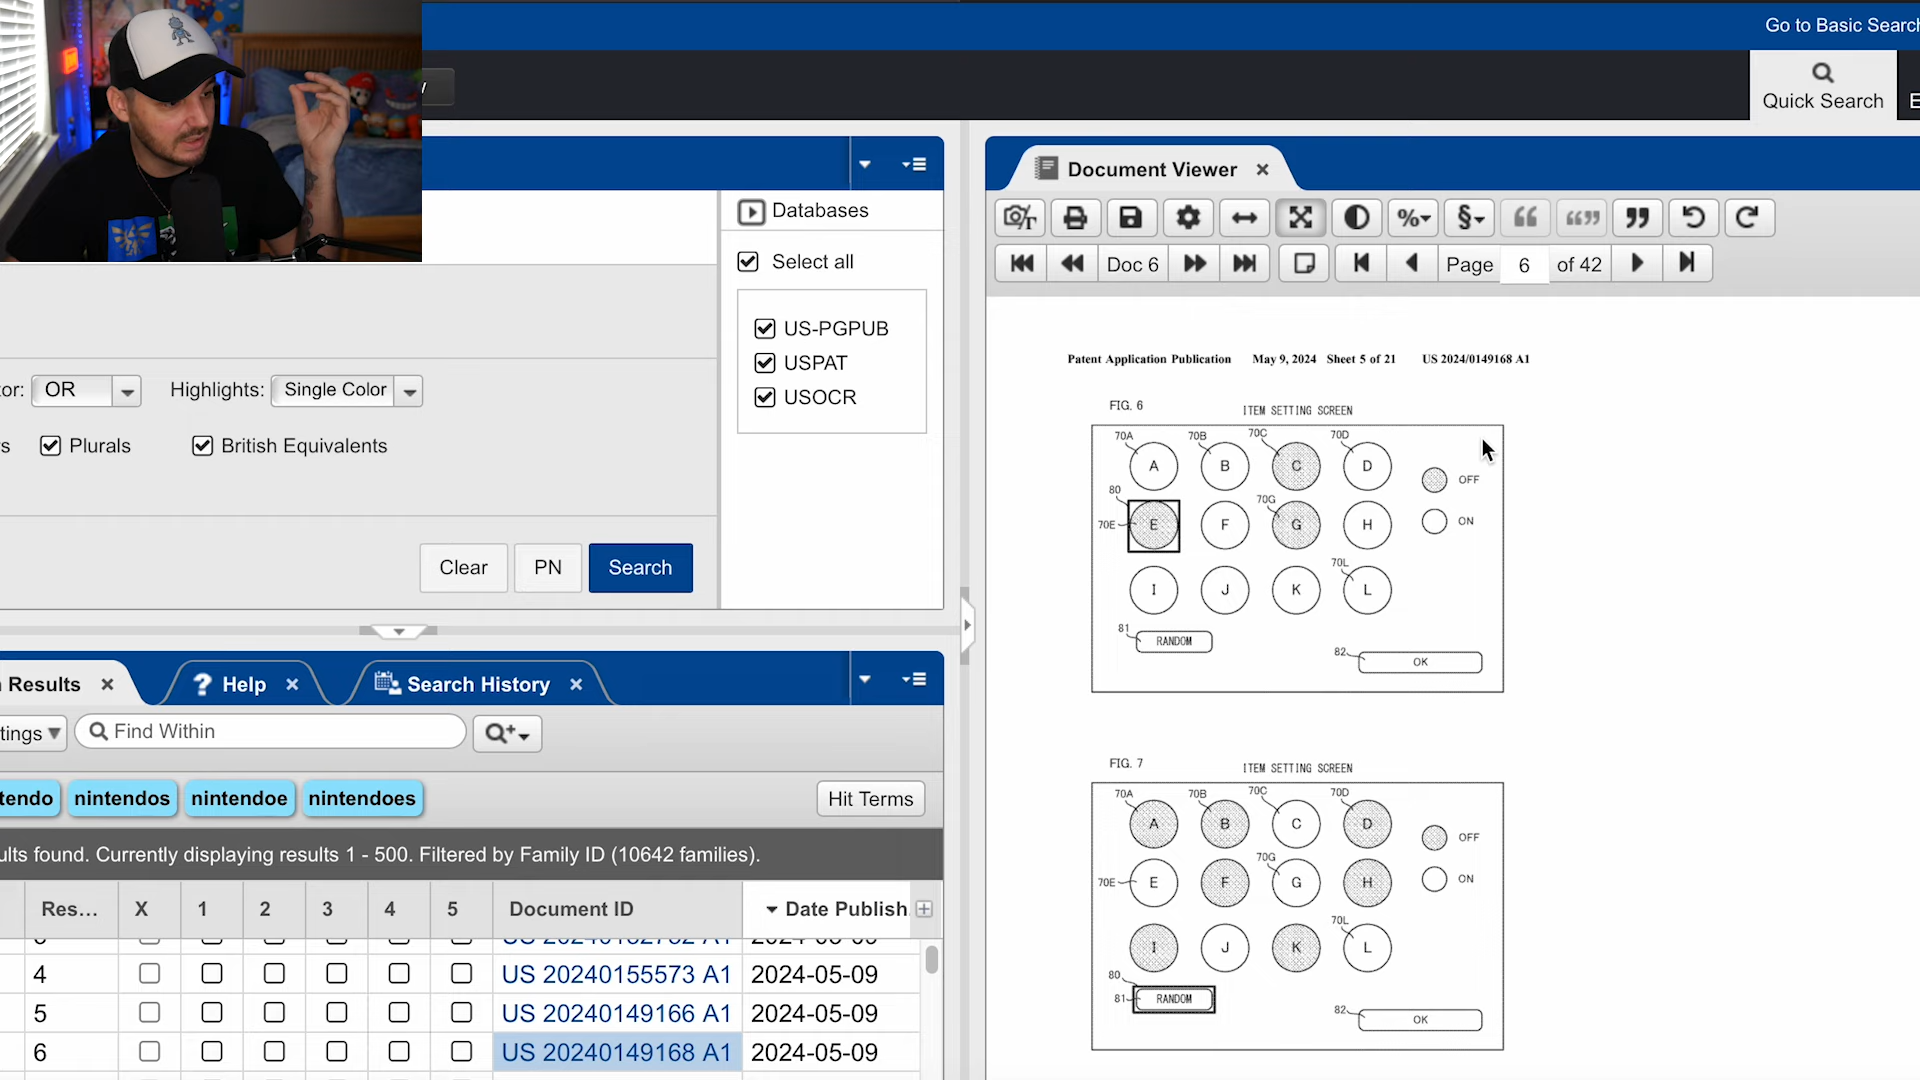 Go to Basic Search
Quick Search
Databases
Select all
US-PGPUB
USPAT
USOCR
OR
Highlights:
Single Color
Plurals
British Equivalents
Clear
PN
Search
Results
Help
Search History
Find Within
nintendos
nintendoe
nintendoes
Hit Terms
found. Currently displaying results 1 - 500. Filtered by Family ID (10642 families).
Res...
X
1
2
3
4
5
Document ID
Date Publish
4
US 20240155573 A1
2024-05-09
5
US 20240149166 A1
2024-05-09
6
US 20240149168 A1
2024-05-09
Document Viewer
Doc 6
Page
6
of 42
Patent Application Publication May 9, 2024 Sheet 5 of 21 US 2024/0149168 A1
FIG. 6
ITEM SETTING SCREEN
70A
70B
70C
70D
A
B
C
D
OFF
80
70G
70E
E
F
G
H
ON
70L
I
J
K
L
81
RANDOM
82
OK
FIG. 7
ITEM SETTING SCREEN
70A
70B
70C
70D
A
B
C
D
OFF
70G
70E
E
F
G
H
ON
70L
I
J
K
L
80
81
RANDOM
82
OK